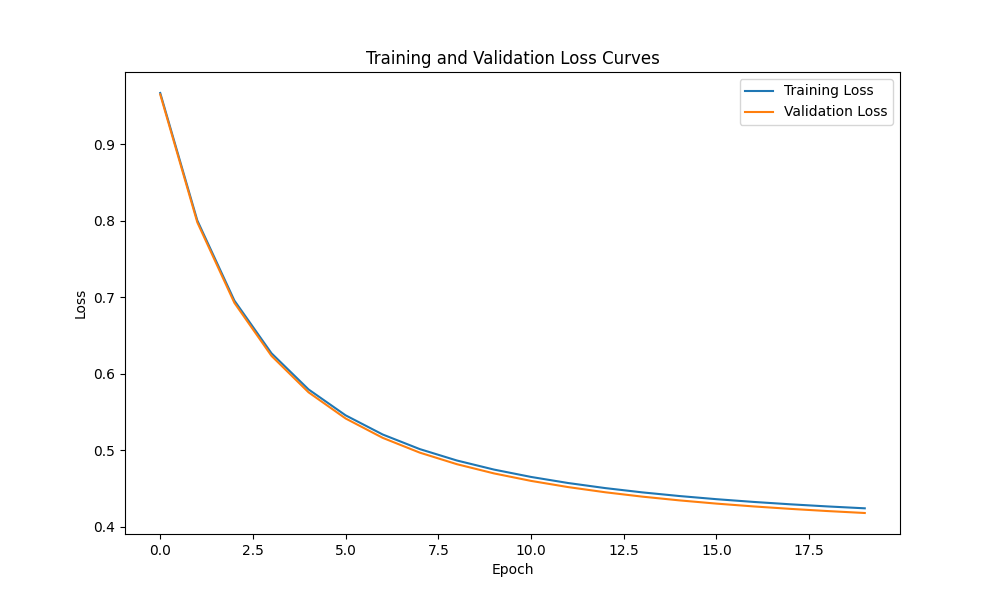 Training and Validation Loss Curves
Training Loss
Validation Loss
0.9
0.8
0.7
0.6
0.5
0.4
Loss
0.0 2.5 5.0 7.5 10.0 12.5 15.0 17.5
Epoch